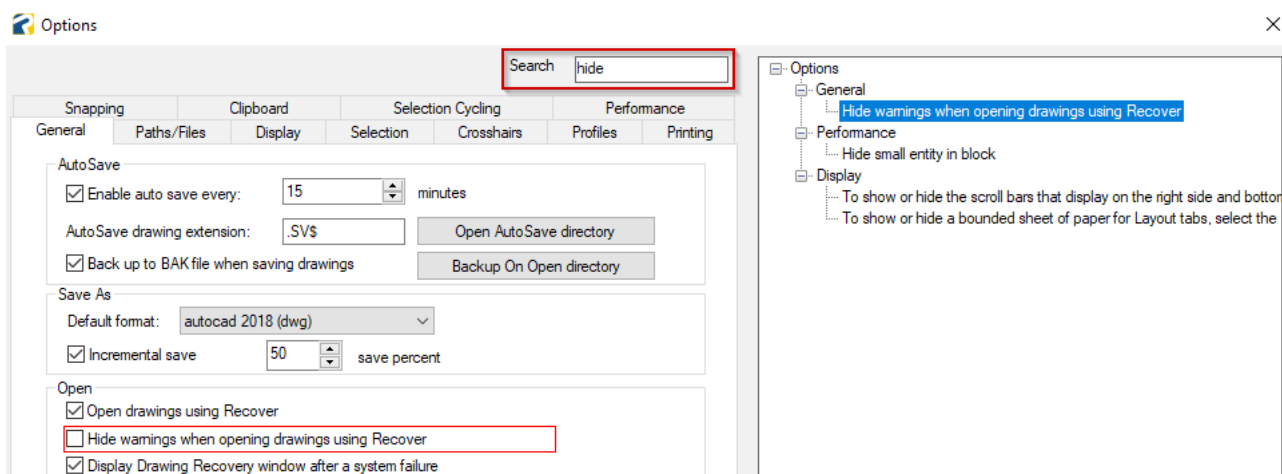 Options
Search hide
Snapping Clipboard Selection Cycling Performance
General Paths/Files Display Selection Crosshairs Profiles Printing
AutoSave
Enable auto save every: 15 minutes
AutoSave drawing extension: .SV$ Open AutoSave directory
Back up to BAK file when saving drawings Backup On Open directory
Save As
Default format: autocad 2018 (dwg)
Incremental save 50 save percent
Open
Open drawings using Recover
Hide warnings when opening drawings using Recover
Display Drawing Recovery window after a system failure
Options
General
Hide warnings when opening drawings using Recover
Performance
Hide small entity in block
Display
To show or hide the scroll bars that display on the right side and bottor
To show or hide a bounded sheet of paper for Layout tabs, select the